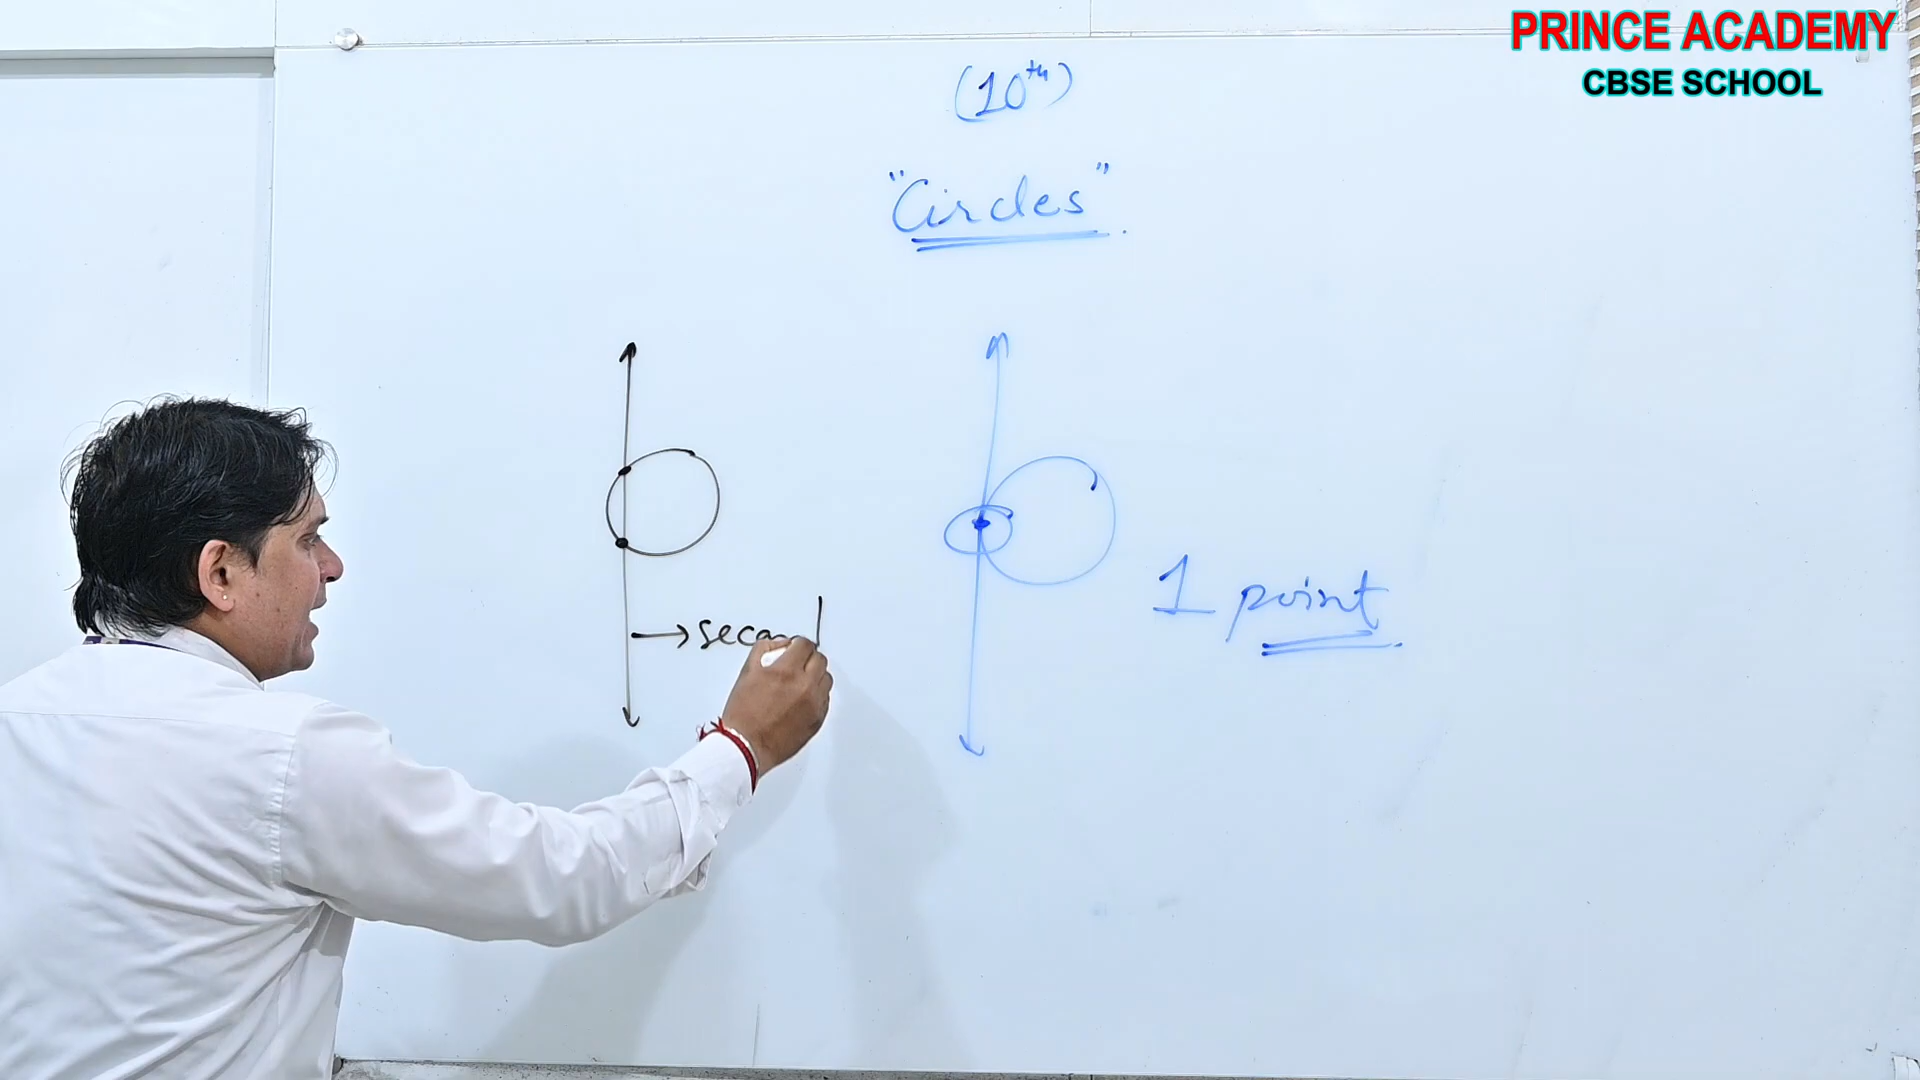 PRINCE ACADEMY
CBSE SCHOOL
(10th)
"Circles".
1 point